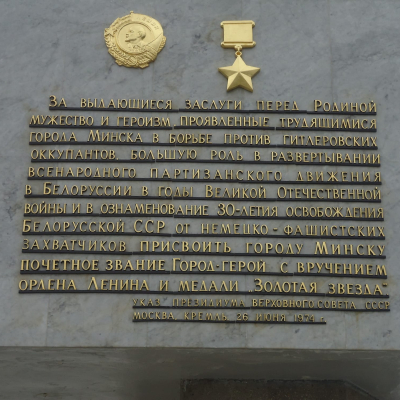 За выдающиеся заслуги перед Родиной
мужество и героизм, проявленные трудящимися
города Минска в борьбе против гитлеровских
оккупантов, большую роль в развертывании
всенародного партизанского движения
в Белоруссии в годы Великой Отечественной
войны и в ознаменование 30-летия освобождения
Белорусской ССР от немецко-фашистских
захватчиков присвоить городу Минску
почетное звание Город-герой с вручением
ордена Ленина и медали „Золотая Звезда"
Указ Президиума Верховного Совета СССР
Москва, Кремль, 26 июня 1974 г.